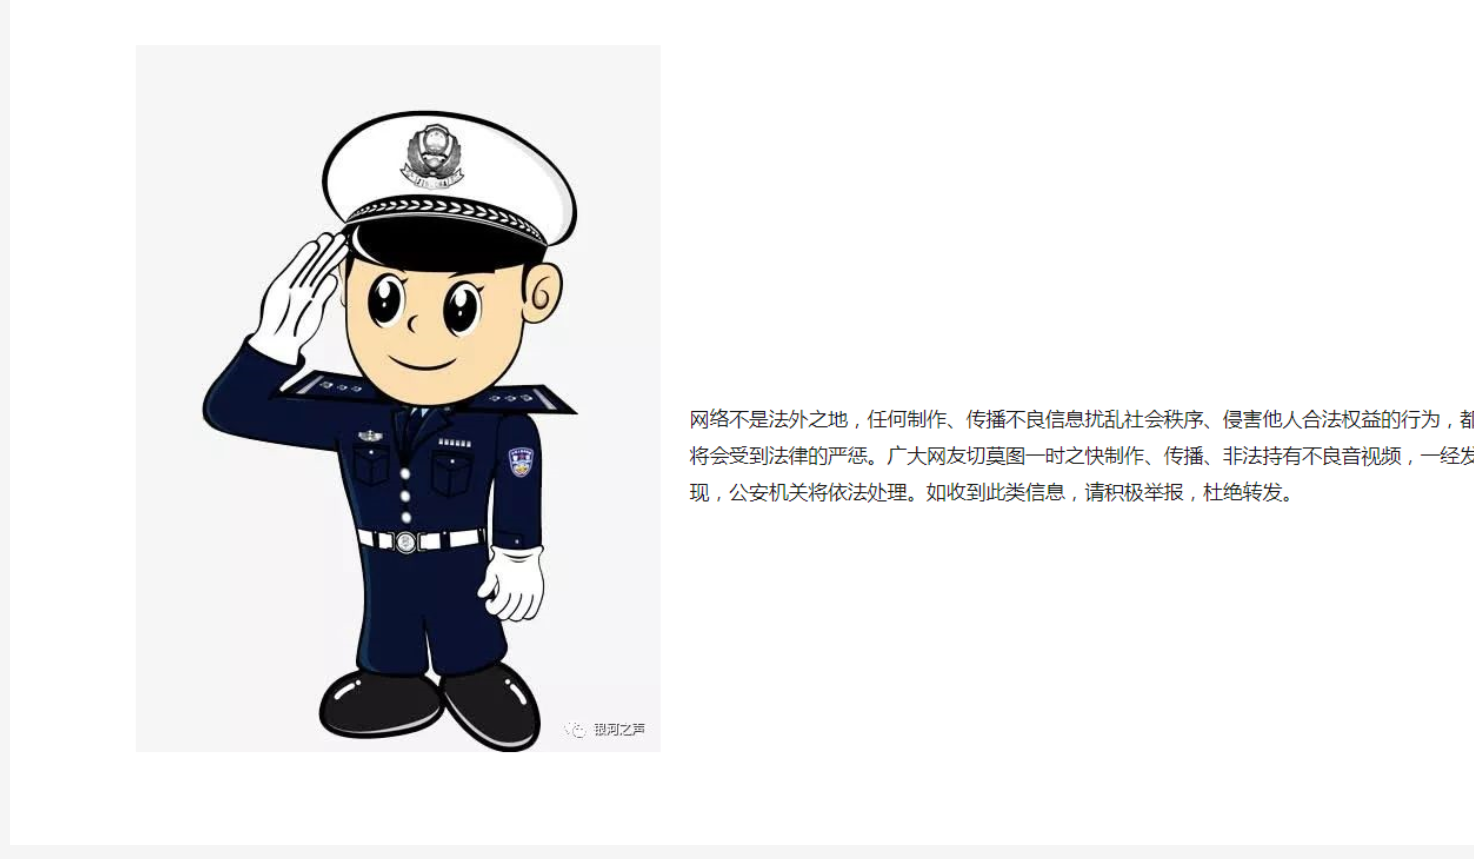 网络不是法外之地，任何制作、传播不良信息扰乱社会秩序、侵害他人合法权益的行为，都
将会受到法律的严惩。广大网友切莫图一时之快制作、传播、非法持有不良音视频，一经发
现，公安机关将依法处理。如收到此类信息，请积极举报，杜绝转发。
银河之声